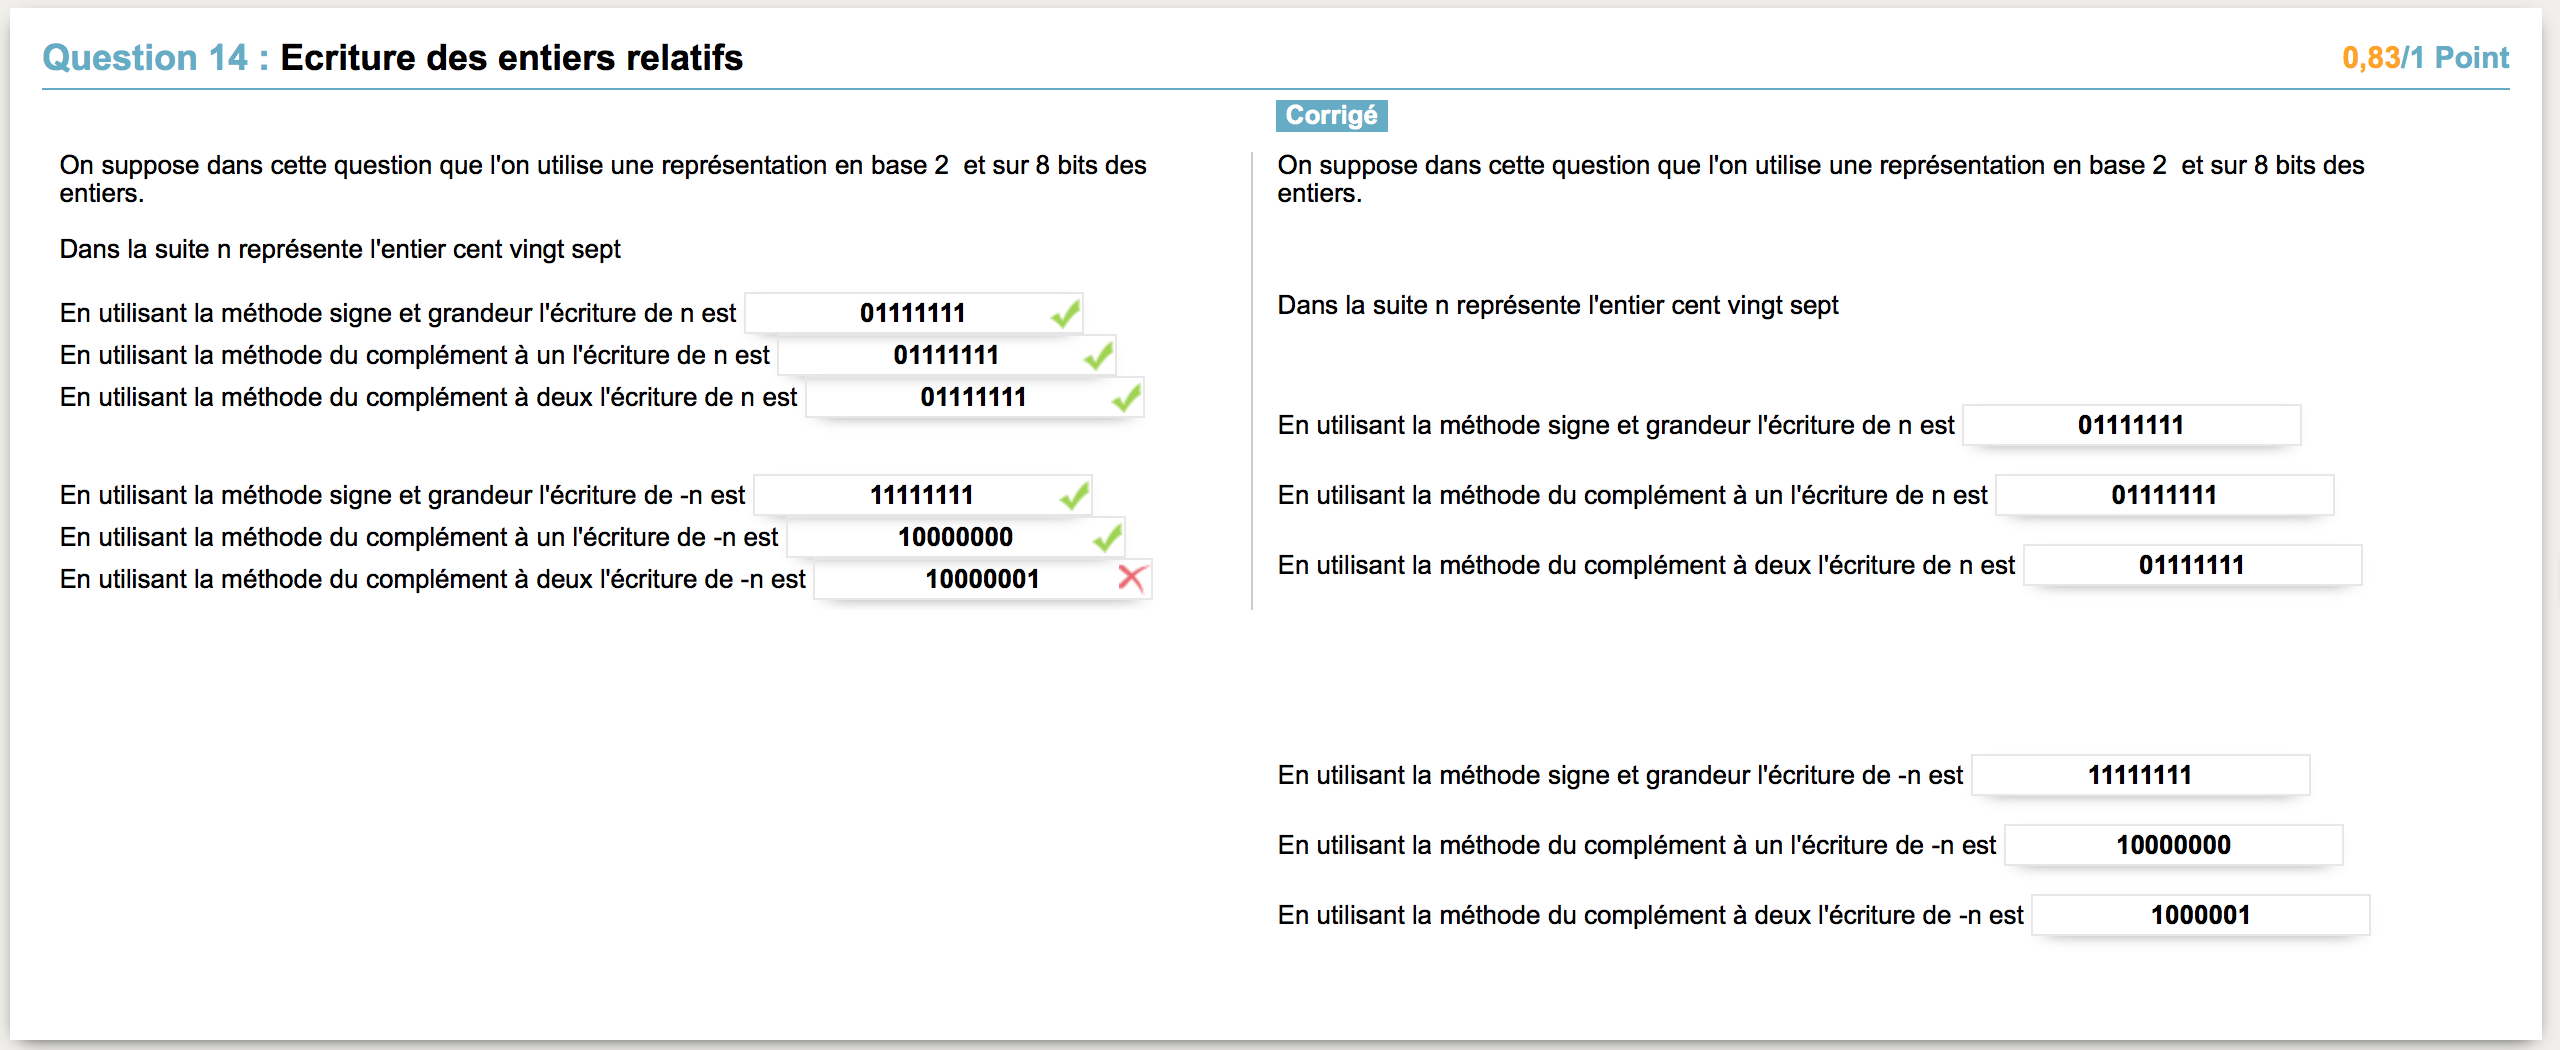 Question 14 : Ecriture des entiers relatifs
0,83/1 Point
On suppose dans cette question que l'on utilise une représentation en base 2 et sur 8 bits des
entiers.
Dans la suite n représente l'entier cent vingt sept
En utilisant la méthode signe et grandeur l'écriture de n est 01111111
En utilisant la méthode du complément à un l'écriture de n est 01111111
En utilisant la méthode du complément à deux l'écriture de n est 01111111
En utilisant la méthode signe et grandeur l'écriture de -n est 11111111
En utilisant la méthode du complément à un l'écriture de -n est 10000000
En utilisant la méthode du complément à deux l'écriture de -n est 10000001
Corrigé
On suppose dans cette question que l'on utilise une représentation en base 2 et sur 8 bits des
entiers.
Dans la suite n représente l'entier cent vingt sept
En utilisant la méthode signe et grandeur l'écriture de n est 01111111
En utilisant la méthode du complément à un l'écriture de n est 01111111
En utilisant la méthode du complément à deux l'écriture de n est 01111111
En utilisant la méthode signe et grandeur l'écriture de -n est 11111111
En utilisant la méthode du complément à un l'écriture de -n est 10000000
En utilisant la méthode du complément à deux l'écriture de -n est 1000001